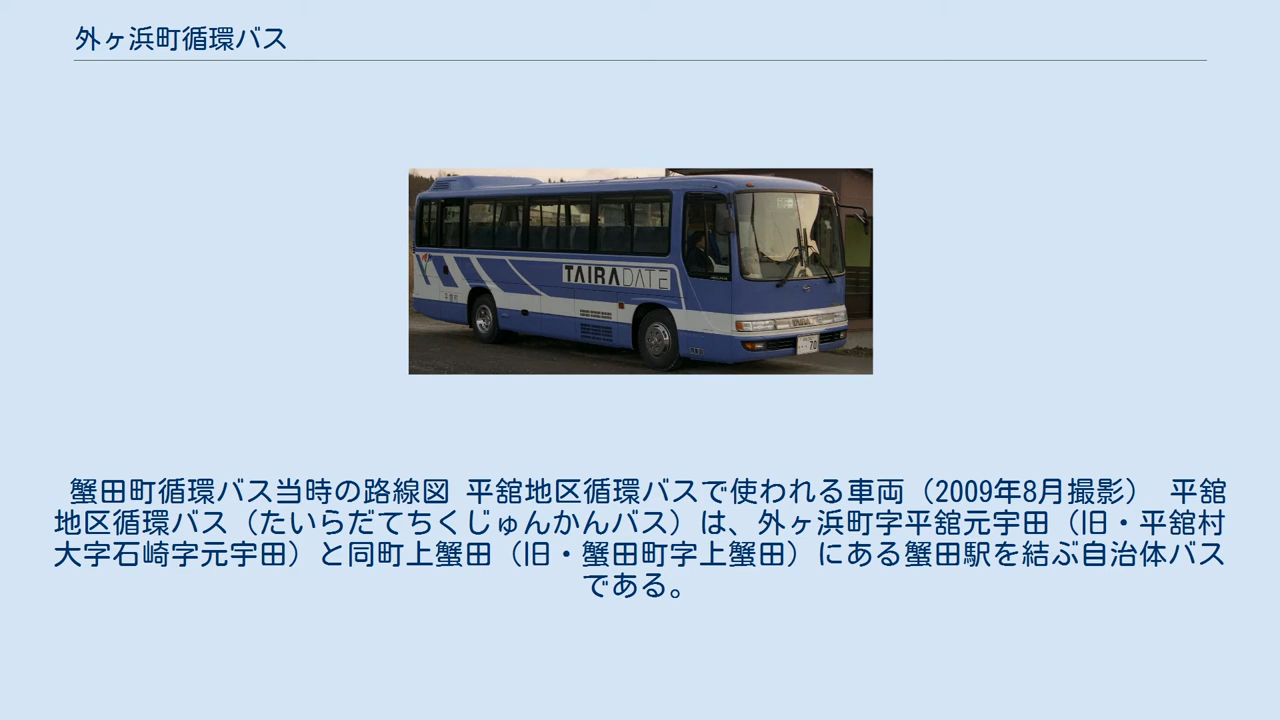 外ヶ浜町循環バス
TAIRADATE
70
蟹田町循環バス当時の路線図 平舘地区循環バスで使われる車両（2009年8月撮影） 平舘
地区循環バス（たいらだてちくじゅんかんバス）は、外ヶ浜町字平舘元宇田（旧・平舘村
大字石崎字元宇田）と同町上蟹田（旧・蟹田町字上蟹田）にある蟹田駅を結ぶ自治体バス
である。